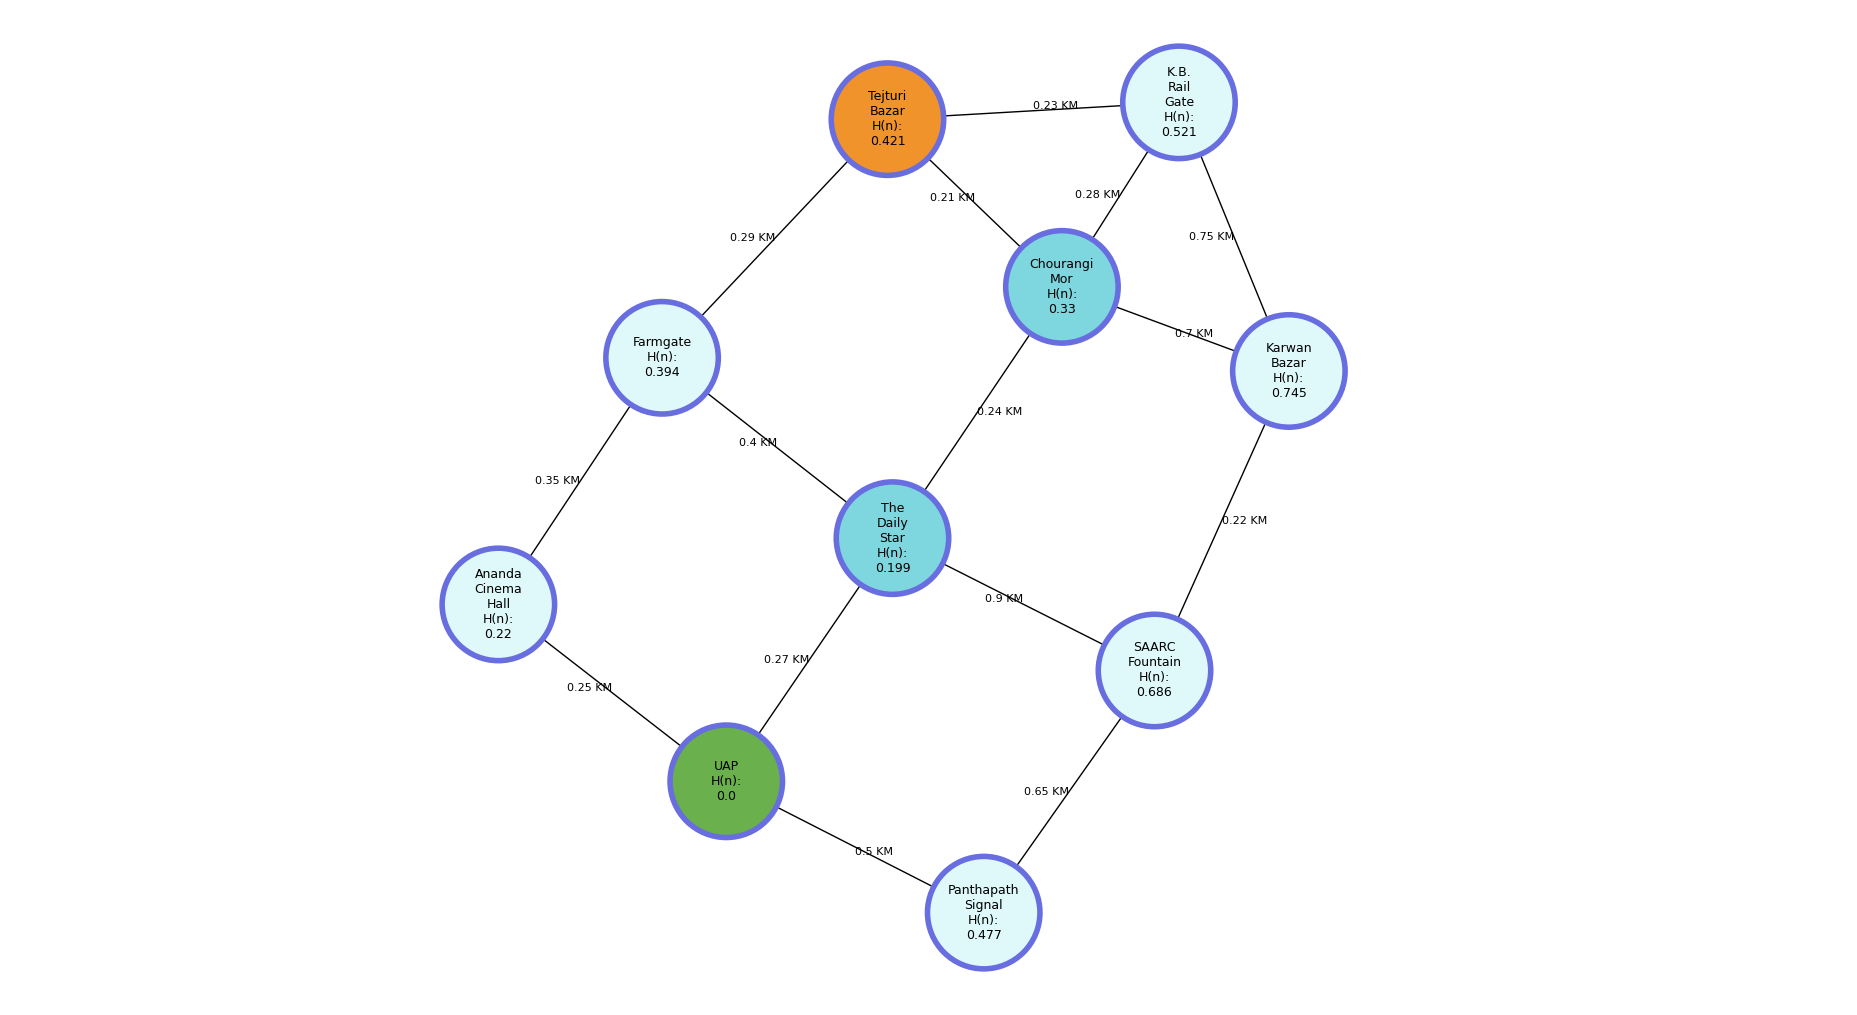 K.B.
Rail
Gate
H(n):
0.521
Tejturi
Bazar
H(n):
0.421
0.23 KM
0.21 KM
0.28 KM
0.29 KM
0.75 KM
Chourangi
Mor
H(n):
0.33
0.7 KM
Farmgate
H(n):
0.394
Karwan
Bazar
H(n):
0.745
0.24 KM
0.4 KM
0.35 KM
The
Daily
Star
H(n):
0.199
0.22 KM
Ananda
Cinema
Hall
H(n):
0.22
0.9 KM
0.27 KM
SAARC
Fountain
H(n):
0.686
0.25 KM
UAP
H(n):
0.0
0.65 KM
0.5 KM
Panthapath
Signal
H(n):
0.477